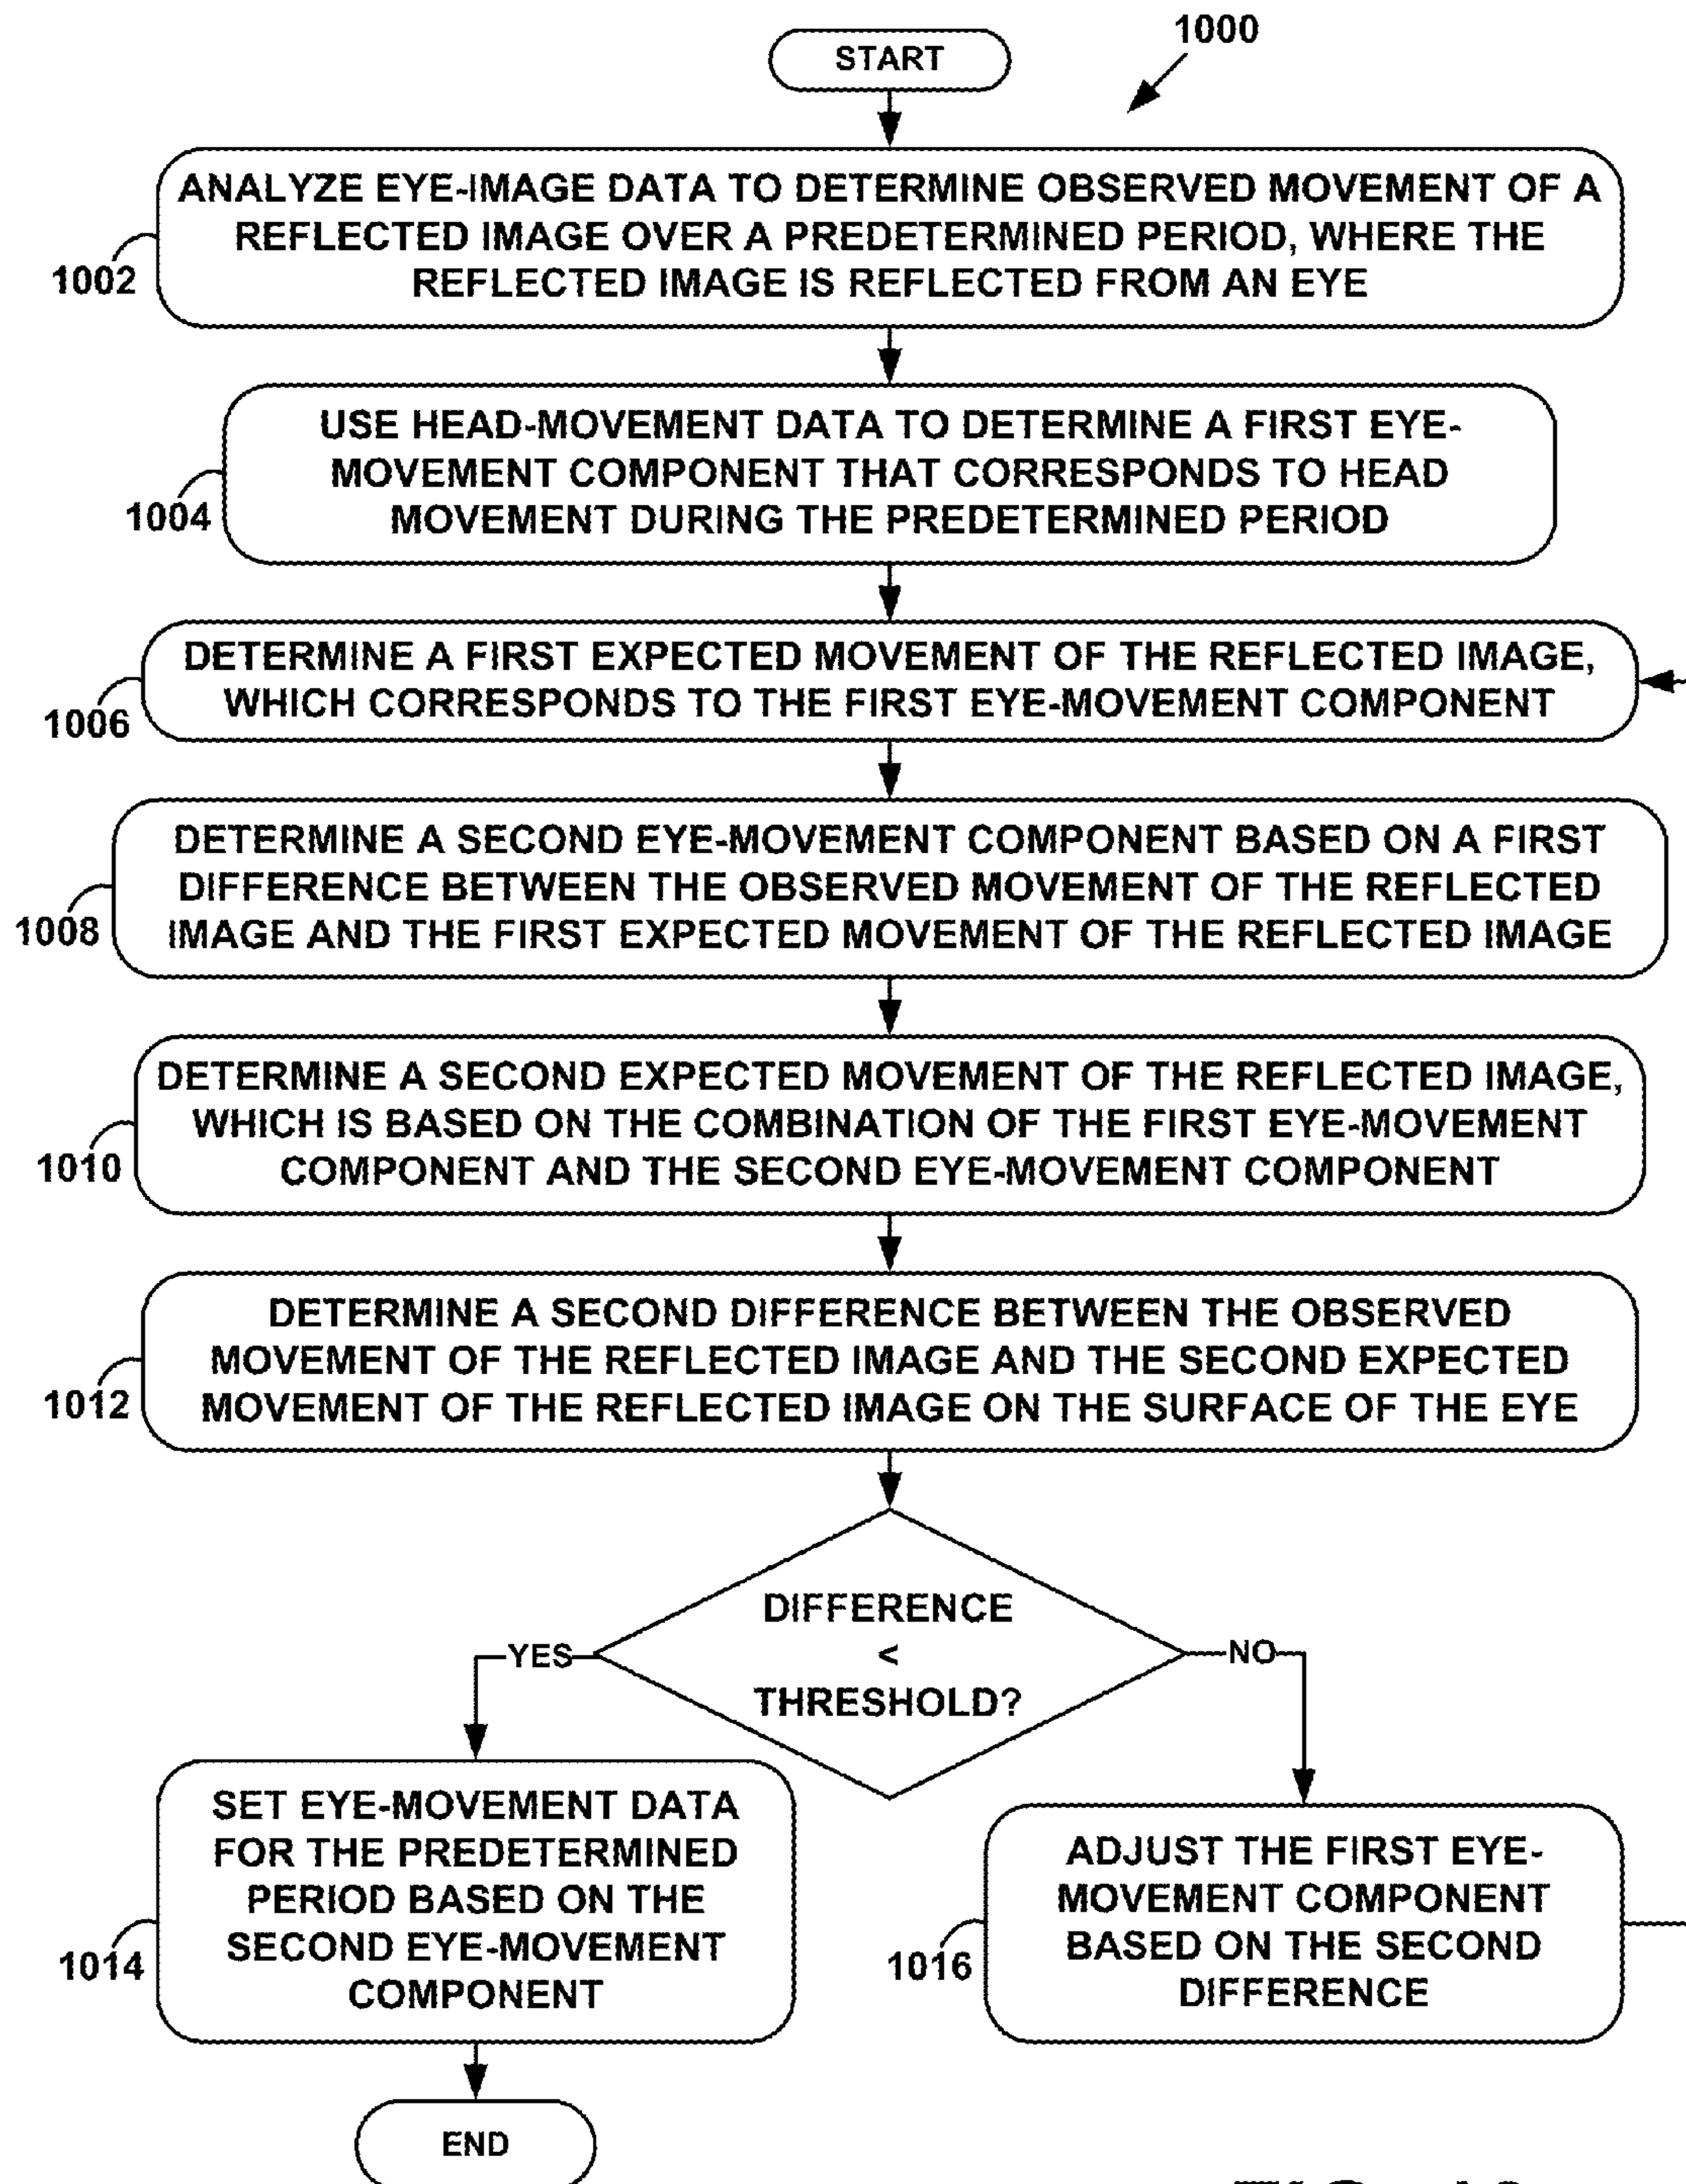 1000
START
ANALYZE EYE-IMAGE DATA TO DETERMINE OBSERVED MOVEMENT OF A
REFLECTED IMAGE OVER A PREDETERMINED PERIOD, WHERE THE
REFLECTED IMAGE IS REFLECTED FROM AN EYE
1002
USE HEAD-MOVEMENT DATA TO DETERMINE A FIRST EYE-
MOVEMENT COMPONENT THAT CORRESPONDS TO HEAD
MOVEMENT DURING THE PREDETERMINED PERIOD
1004
DETERMINE A FIRST EXPECTED MOVEMENT OF THE REFLECTED IMAGE,
WHICH CORRESPONDS TO THE FIRST EYE-MOVEMENT COMPONENT
1006
DETERMINE A SECOND EYE-MOVEMENT COMPONENT BASED ON A FIRST
DIFFERENCE BETWEEN THE OBSERVED MOVEMENT OF THE REFLECTED
IMAGE AND THE FIRST EXPECTED MOVEMENT OF THE REFLECTED IMAGE
1008
DETERMINE A SECOND EXPECTED MOVEMENT OF THE REFLECTED IMAGE,
WHICH IS BASED ON THE COMBINATION OF THE FIRST EYE-MOVEMENT
COMPONENT AND THE SECOND EYE-MOVEMENT COMPONENT
1010
DETERMINE A SECOND DIFFERENCE BETWEEN THE OBSERVED
MOVEMENT OF THE REFLECTED IMAGE AND THE SECOND EXPECTED
MOVEMENT OF THE REFLECTED IMAGE ON THE SURFACE OF THE EYE
1012
DIFFERENCE
<
THRESHOLD?
YES
NO
SET EYE-MOVEMENT DATA
FOR THE PREDETERMINED
PERIOD BASED ON THE
SECOND EYE-MOVEMENT
COMPONENT
1014
ADJUST THE FIRST EYE-
MOVEMENT COMPONENT
BASED ON THE SECOND
DIFFERENCE
1016
END